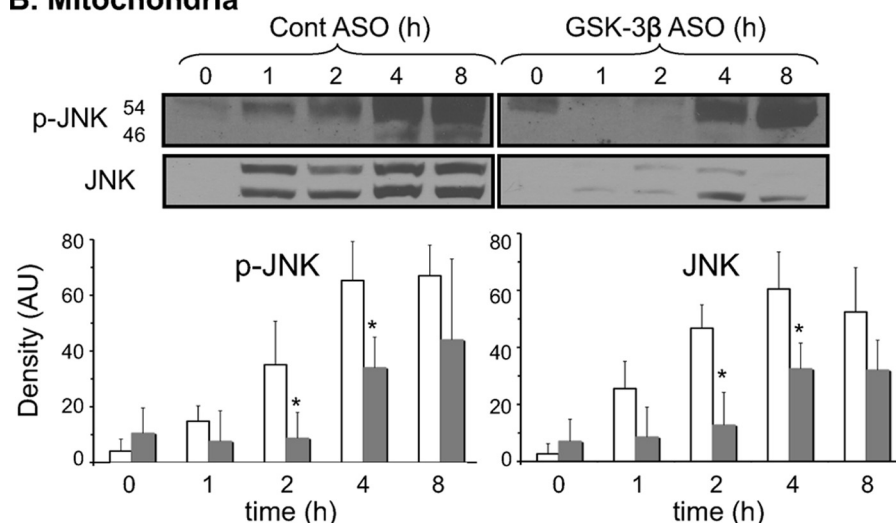 B. Mitochondria
Cont ASO (h) GSK-3β ASO (h)
0 1 2 4 8 0 1 2 4 8
p-JNK 54
46
JNK
p-JNK JNK
Density (AU)
80 80
60 60
40 40
20 20
0 0
* * * *
0 1 2 4 8 0 1 2 4 8
time (h) time (h)